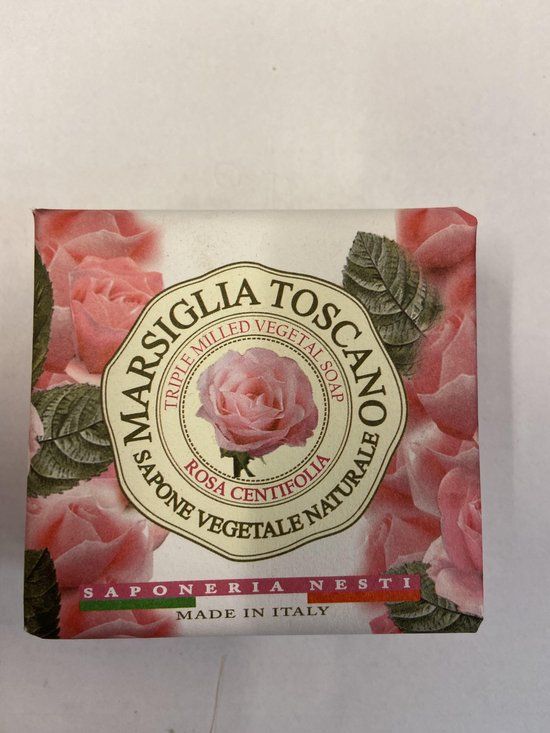 MARSIGLIA TOSCANO
TRIPLE MILLED VEGETAL SOAP
ROSA CENTIFOLIA
SAPONE VEGETALE NATURALE
SAPONERIA NESTI
MADE IN ITALY